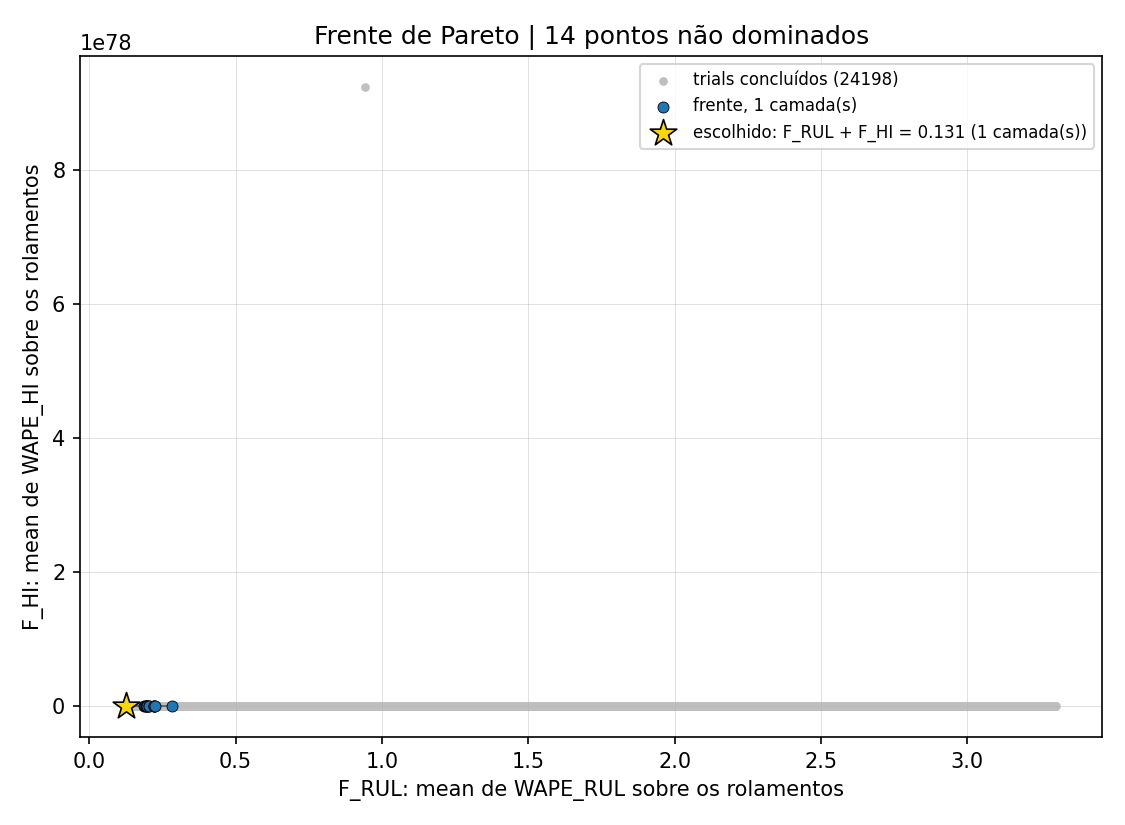 Frente de Pareto | 14 pontos não dominados
1e78
trials concluídos (24198)
frente, 1 camada(s)
escolhido: F_RUL + F_HI = 0.131 (1 camada(s))
F_HI: mean de WAPE_HI sobre os rolamentos
8
6
4
2
0
0.0 0.5 1.0 1.5 2.0 2.5 3.0
F_RUL: mean de WAPE_RUL sobre os rolamentos